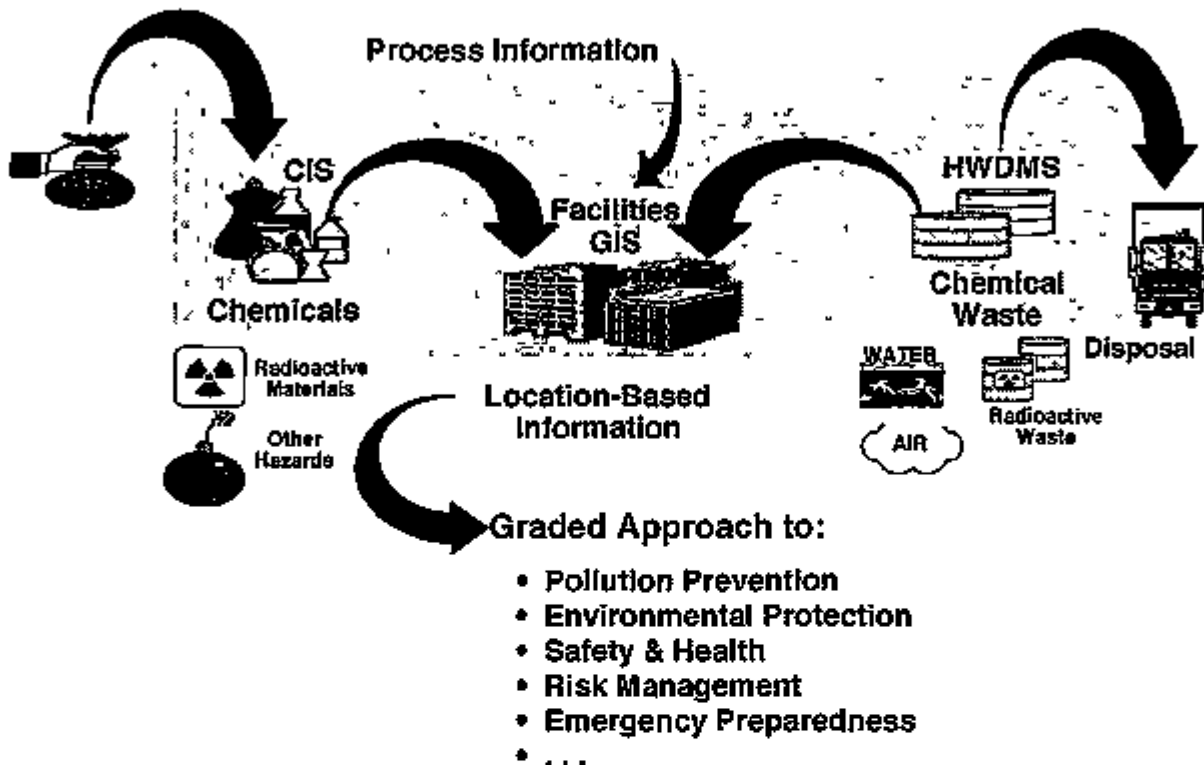 Process Information
CIS
HWDMS
Facilities
GIS
Chemicals
Chemical
Waste
Disposal
Radioactive
Materials
WATER
Location-Based
Information
Radioactive
Waste
Other
Hazards
AIR
Graded Approach to:
• Pollution Prevention
• Environmental Protection
• Safety & Health
• Risk Management
• Emergency Preparedness
• ...